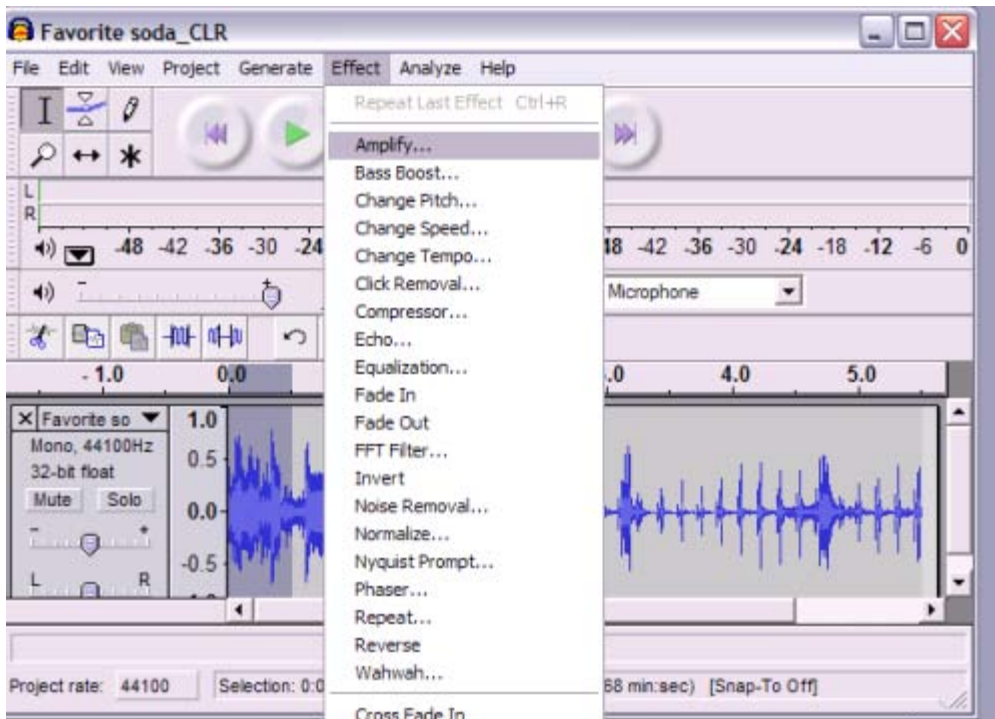 Favorite soda_CLR
File Edit View Project Generate Effect Analyze Help
Repeat Last Effect Ctrl+R
Amplify...
Bass Boost...
Change Pitch...
Change Speed...
Change Tempo...
Click Removal...
Compressor...
Echo...
Equalization...
Fade In
Fade Out
FFT Filter...
Invert
Noise Removal...
Normalize...
Nyquist Prompt...
Phaser...
Repeat...
Reverse
Wahwah...
Cross Fade In
L
R
-48 -42 -36 -30 -24 18 -42 -36 -30 -24 -18 -12 -6 0
- +
Microphone
- 1.0 0.0 .0 4.0 5.0
X Favorite so 1.0
Mono, 44100Hz
32-bit float 0.5
Mute Solo
0.0
- +
-0.5
L R
Project rate: 44100 Selection: 0:0 68 min:sec) [Snap-To Off]